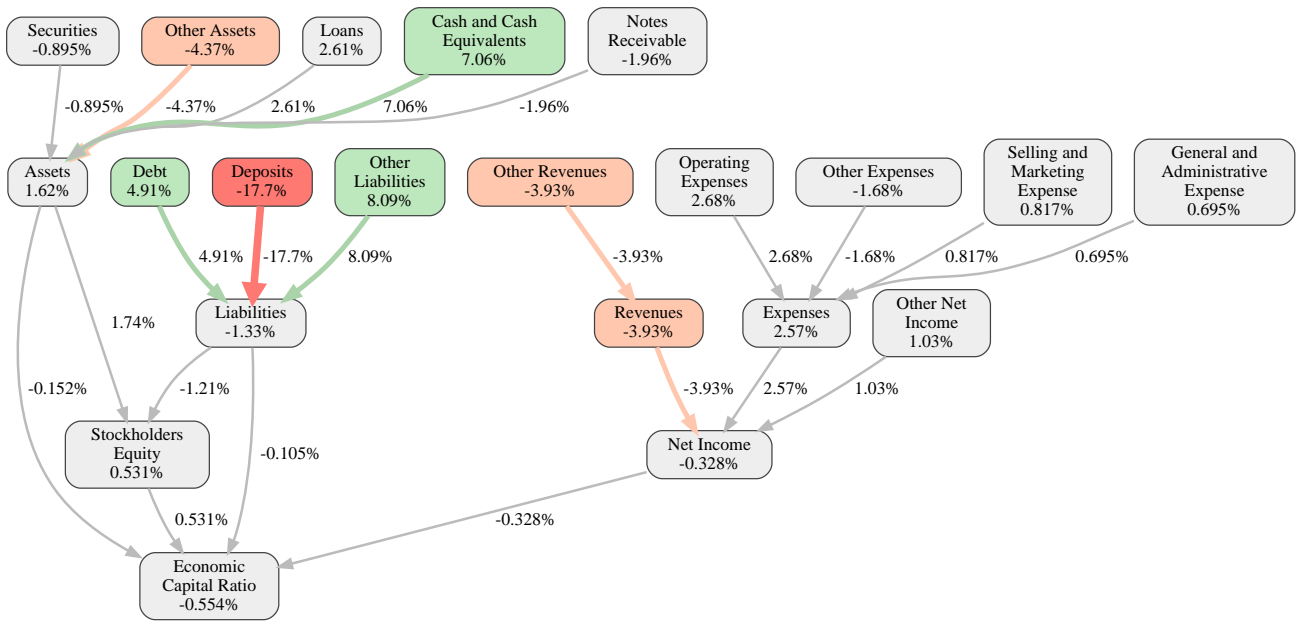 Securities
-0.895%
Other Assets
-4.37%
Loans
2.61%
Cash and Cash
Equivalents
7.06%
Notes
Receivable
-1.96%
-0.895%
-4.37%
2.61%
7.06%
-1.96%
Assets
1.62%
Debt
4.91%
Deposits
-17.7%
Other
Liabilities
8.09%
Other Revenues
-3.93%
Operating
Expenses
2.68%
Other Expenses
-1.68%
Selling and
Marketing
Expense
0.817%
General and
Administrative
Expense
0.695%
4.91%
-17.7%
8.09%
-3.93%
2.68%
-1.68%
0.817%
0.695%
Liabilities
-1.33%
Revenues
-3.93%
Expenses
2.57%
Other Net
Income
1.03%
1.74%
-0.152%
-1.21%
-3.93%
2.57%
1.03%
Stockholders
Equity
0.531%
-0.105%
Net Income
-0.328%
0.531%
-0.328%
Economic
Capital Ratio
-0.554%